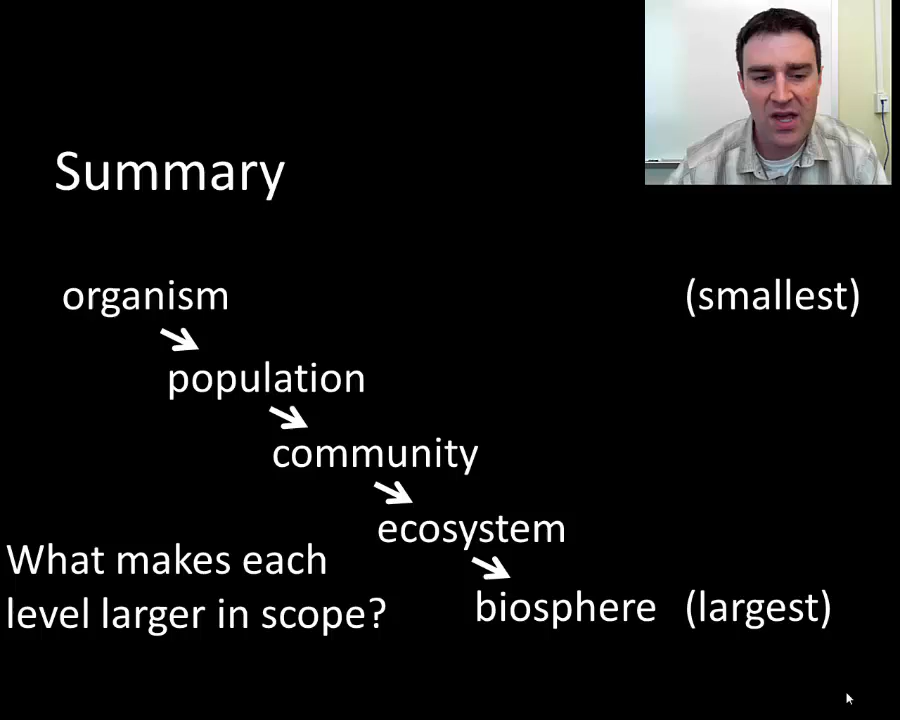 Summary
organism (smallest)
population
community
ecosystem
What makes each
level larger in scope?
biosphere (largest)